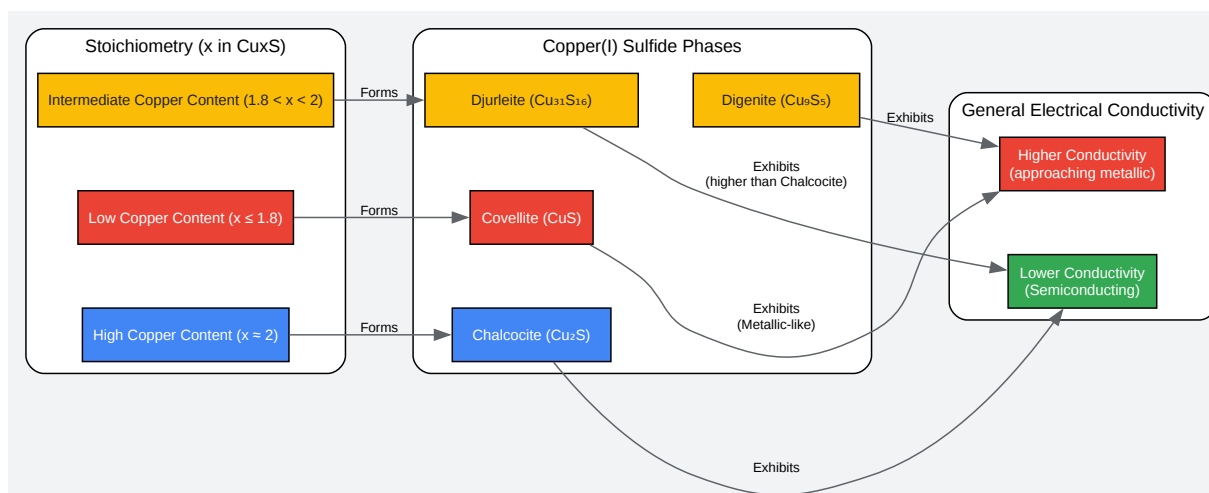 Stoichiometry (x in CuxS)
Intermediate Copper Content (1.8 < x < 2)
Low Copper Content (x ≤ 1.8)
High Copper Content (x ≈ 2)
Forms
Forms
Forms
Copper(I) Sulfide Phases
Djurleite (Cu₃₁S₁₆)
Digenite (Cu₉S₅)
Covellite (CuS)
Chalcocite (Cu₂S)
Exhibits
Exhibits
(higher than Chalcocite)
Exhibits
(Metallic-like)
Exhibits
General Electrical Conductivity
Higher Conductivity
(approaching metallic)
Lower Conductivity
(Semiconducting)